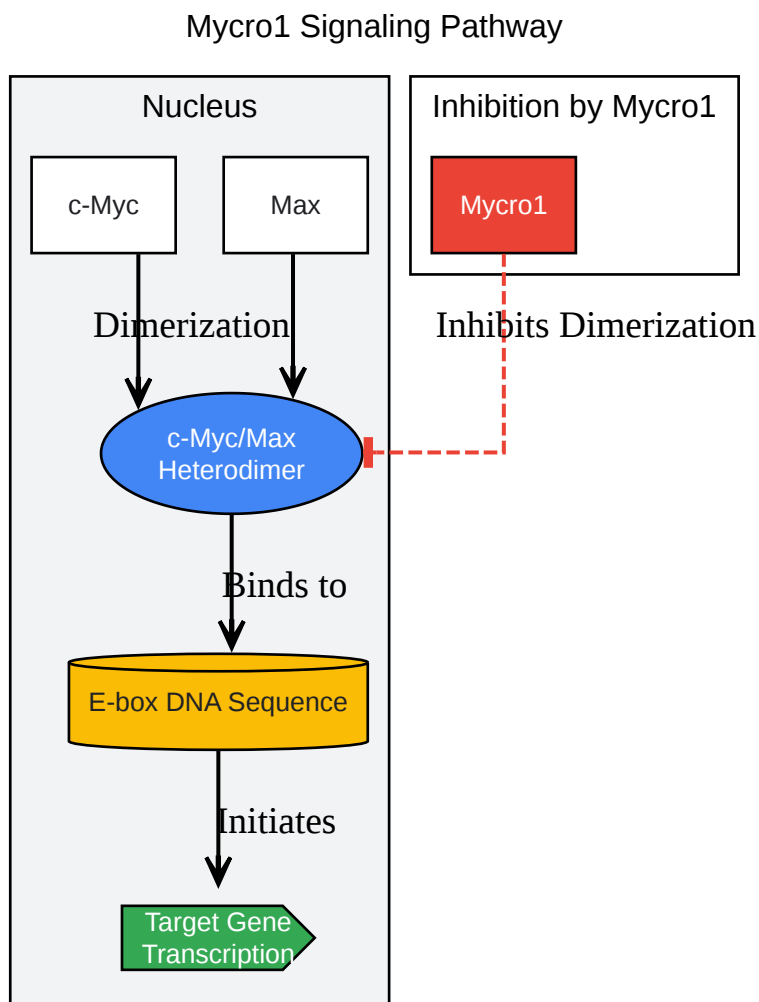 Mycro1 Signaling Pathway
Nucleus
Inhibition by Mycro1
c-Myc
Max
Mycro1
Dimerization
Inhibits Dimerization
c-Myc/Max
Heterodimer
Binds to
E-box DNA Sequence
Initiates
Target Gene
Transcription